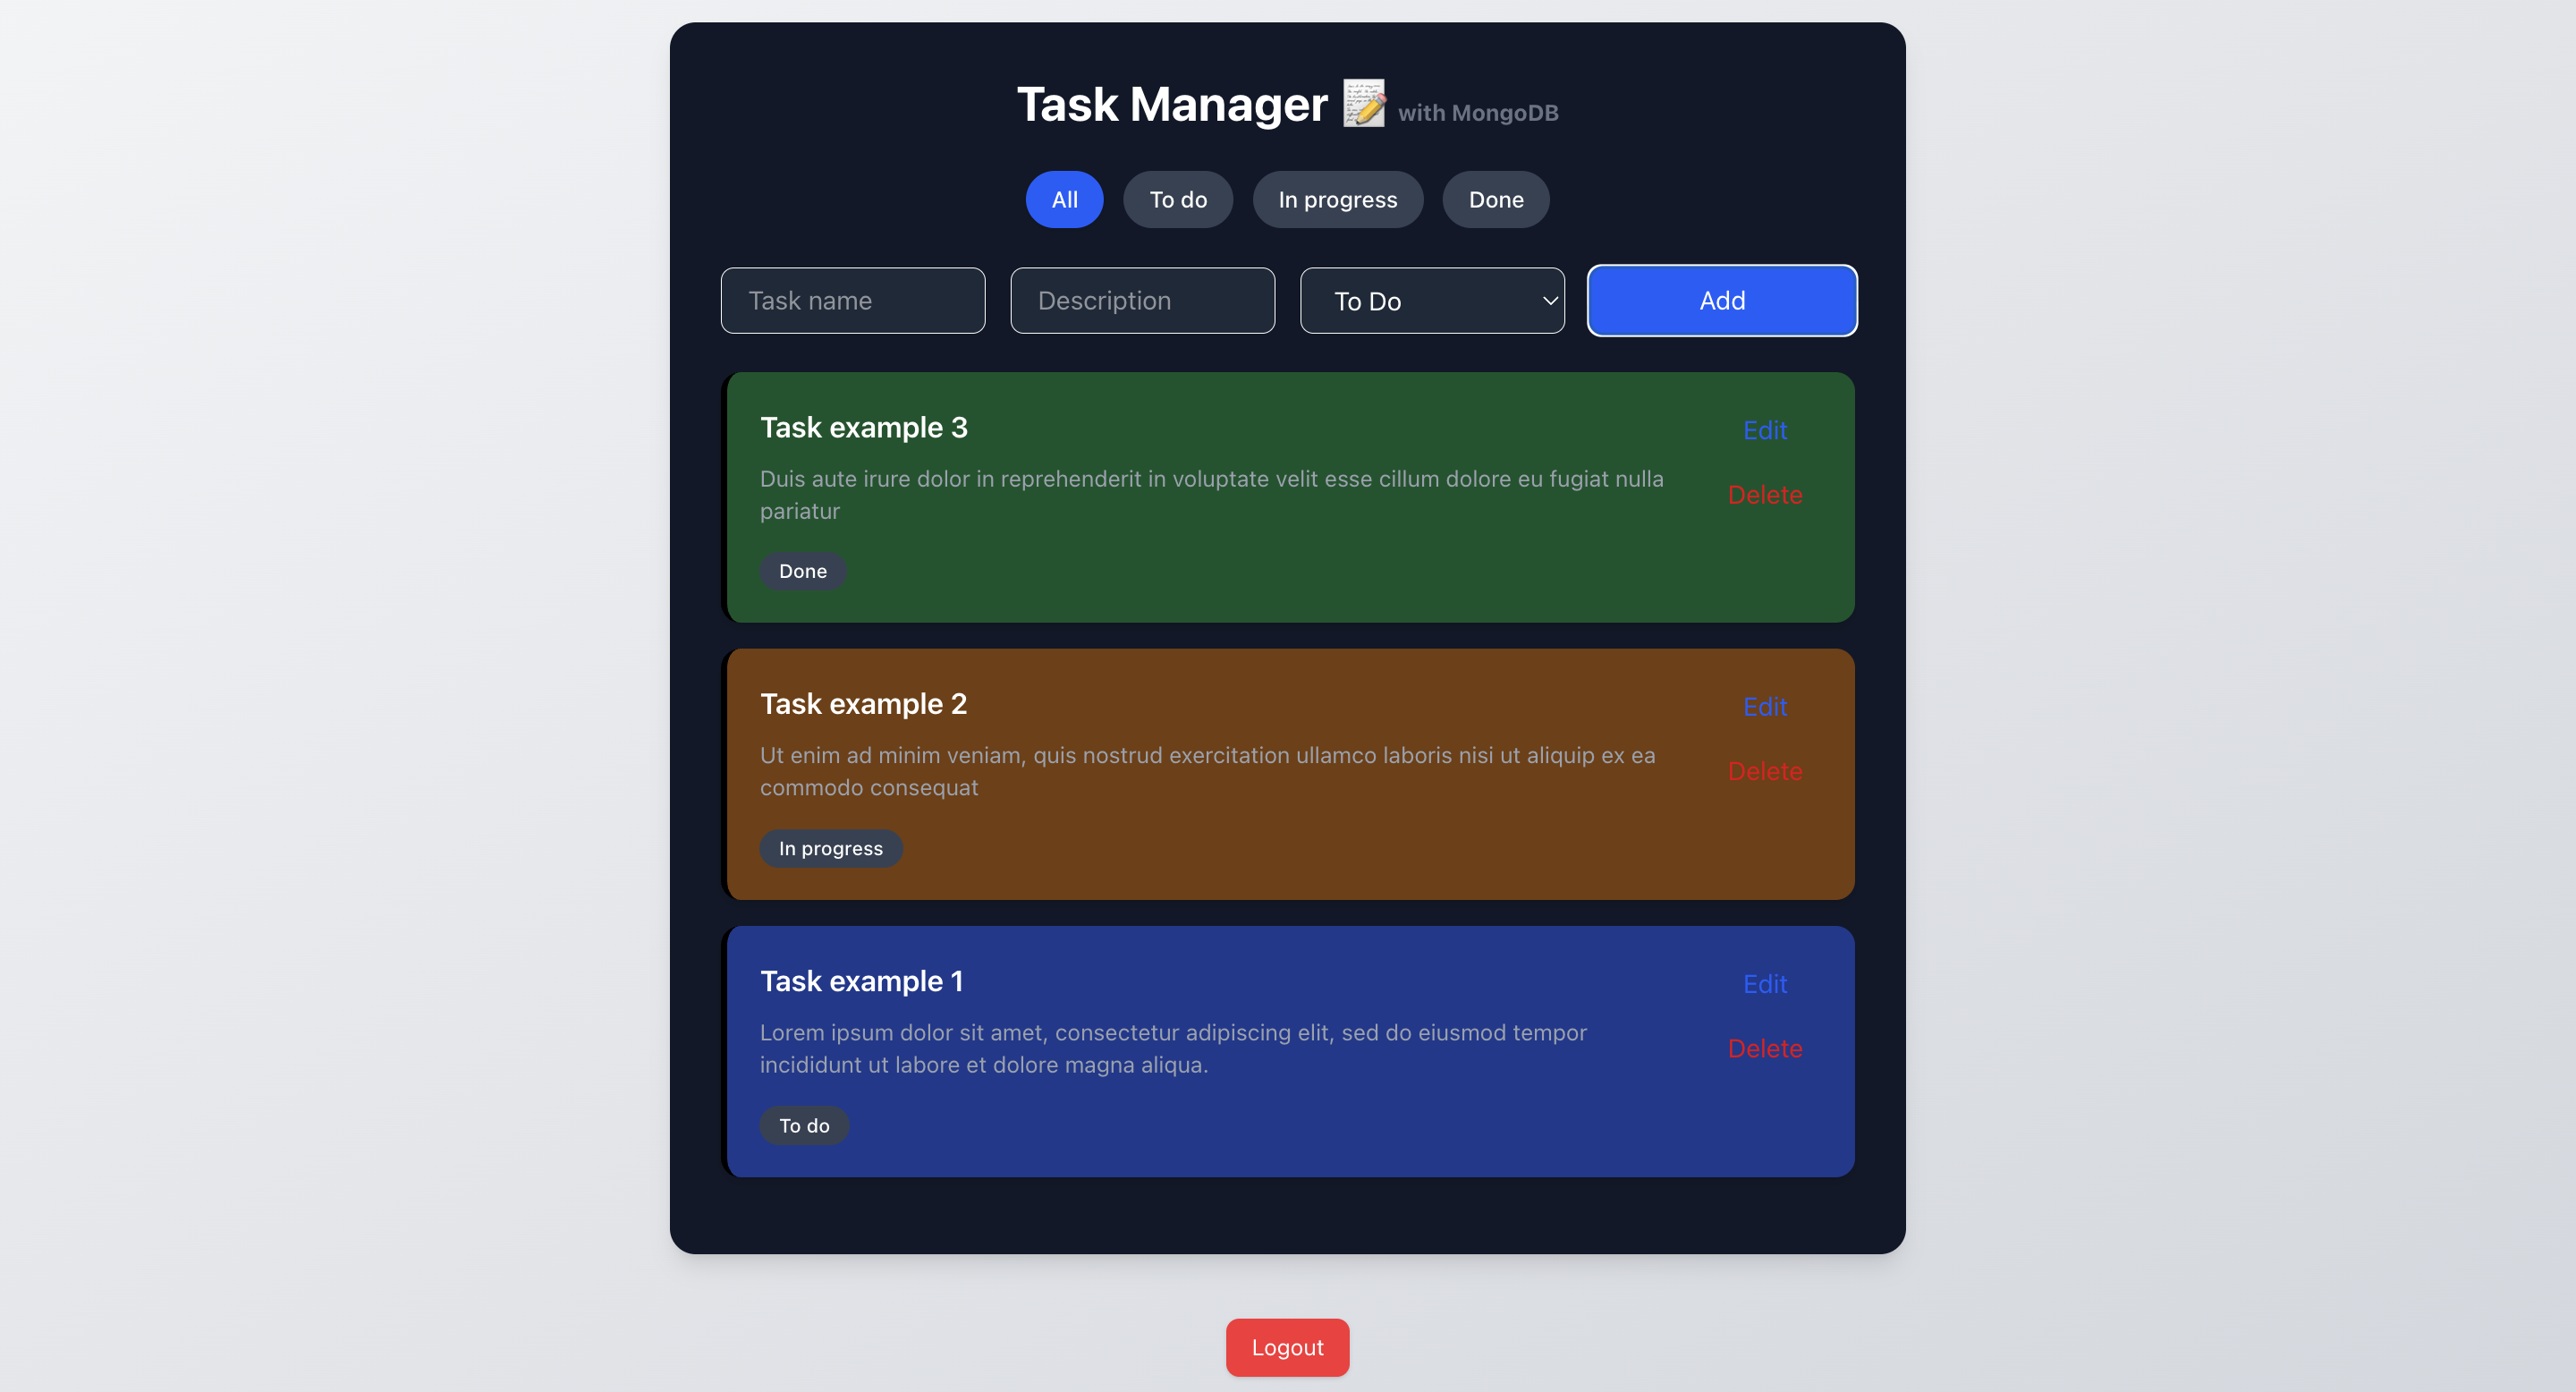 Task Manager 📝 with MongoDB
All To do In progress Done
Task name Description To Do Add
Task example 3
Edit
Duis aute irure dolor in reprehenderit in voluptate velit esse cillum dolore eu fugiat nulla
pariatur
Delete
Done
Task example 2
Edit
Ut enim ad minim veniam, quis nostrud exercitation ullamco laboris nisi ut aliquip ex ea
commodo consequat
Delete
In progress
Task example 1
Edit
Lorem ipsum dolor sit amet, consectetur adipiscing elit, sed do eiusmod tempor
incididunt ut labore et dolore magna aliqua.
Delete
To do
Logout